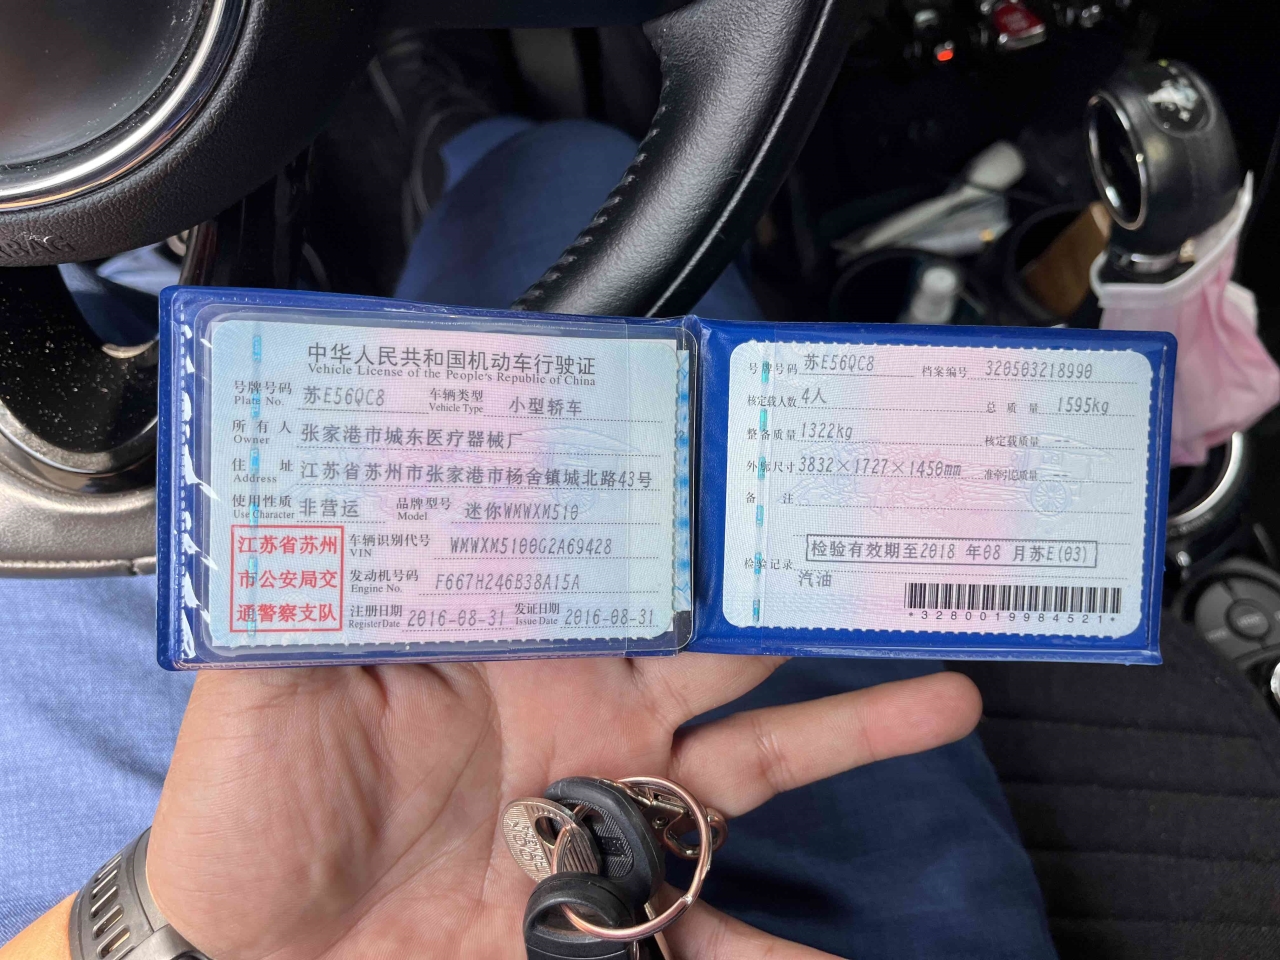 中华人民共和国机动车行驶证
Vehicle License of the People's Republic of China
号牌号码 苏E56QC8 车辆类型 小型轿车
Plate No. Vehicle Type
所有人 张家港市城东医疗器械厂
Owner
住址 江苏省苏州市张家港市杨舍镇城北路43号
Address
使用性质 非营运 品牌型号 迷你WMWXM510
Use Character Model
江苏省苏州
市公安局交
通警察支队
车辆识别代号 WMWXM5100G2A69428
VIN
发动机号码 F667H246B38A15A
Engine No.
注册日期 2016-08-31 发证日期 2016-08-31
Register Date Issue Date
号牌号码 苏E56QC8 档案编号 320503218990
核定载人数 4人 总质量 1595kg
整备质量 1322kg 核定载质量 --
外廓尺寸 3832×1727×1450mm 准牵引总质量 --
备注
检验有效期至2018 年08 月苏E(03)
检验记录
汽油
*3280019984521*